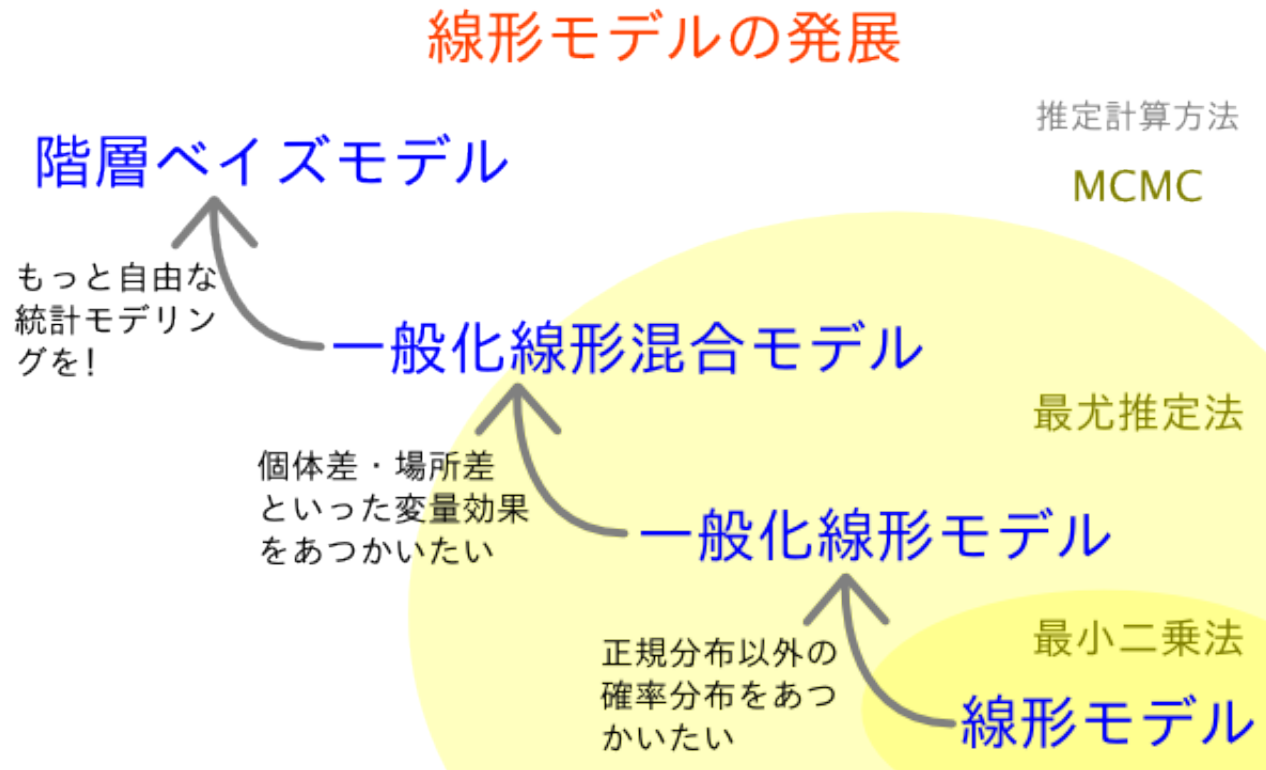 線形モデルの発展
推定計算方法
階層ベイズモデル
MCMC
もっと自由な
統計モデリン
グを!
一般化線形混合モデル
最尤推定法
個体差・場所差
といった変量効果
をあつかいたい
一般化線形モデル
最小二乗法
正規分布以外の
確率分布をあつ
かいたい
線形モデル